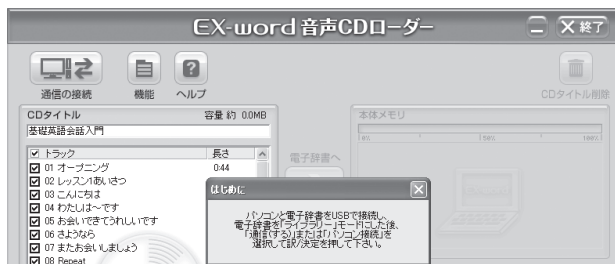 EX-word 音声CDローダー
終了
通信の接続
機能
ヘルプ
CDタイトル削除
CDタイトル
容量 約 0.0MB
基礎英語会話入門
トラック
長さ
01 オープニング
0:44
02 レッスン1あいさつ
03 こんにちは
04 わたしは~です
05 お会いできてうれしいです
06 さようなら
07 またお会いしましょう
08 Repeat
電子辞書へ
本体メモリ
0%
50%
100%
はじめに
パソコンと電子辞書をUSBで接続し、
電子辞書を「ライブラリー」モードにした後、
「通信(する)」または「パソコン接続」を
選択して訳/決定を押して下さい。